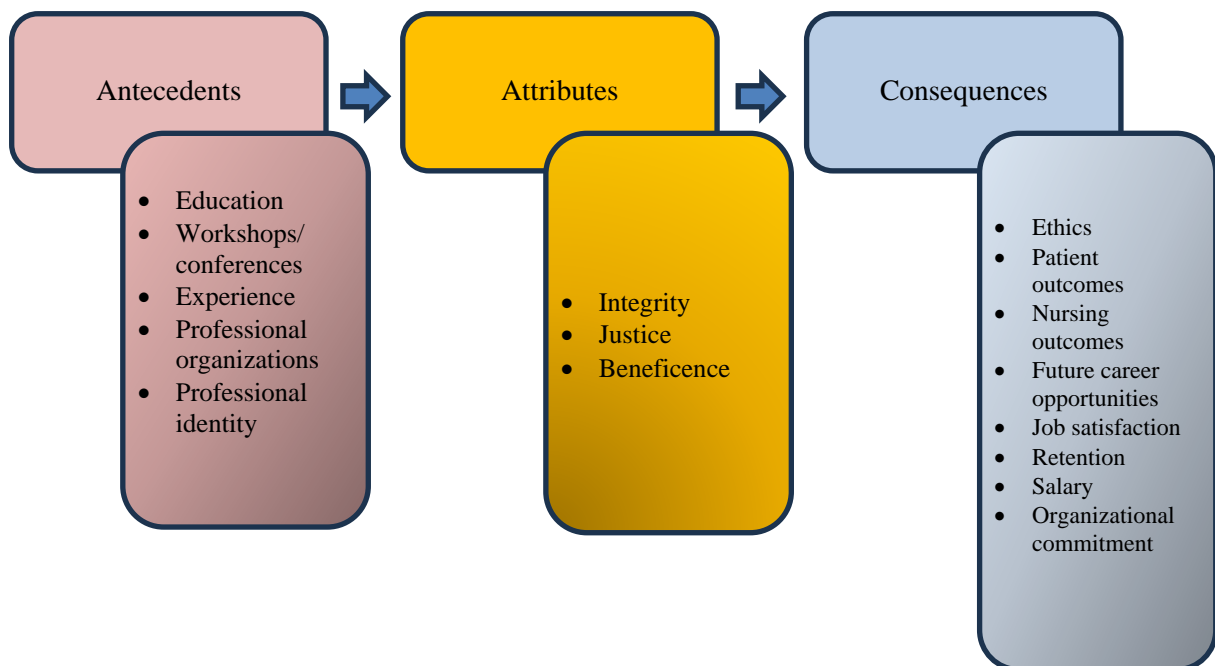 Antecedents
• Education
• Workshops/
conferences
• Experience
• Professional
organizations
• Professional
identity
Attributes
• Integrity
• Justice
• Beneficence
Consequences
• Ethics
• Patient
outcomes
• Nursing
outcomes
• Future career
opportunities
• Job satisfaction
• Retention
• Salary
• Organizational
commitment